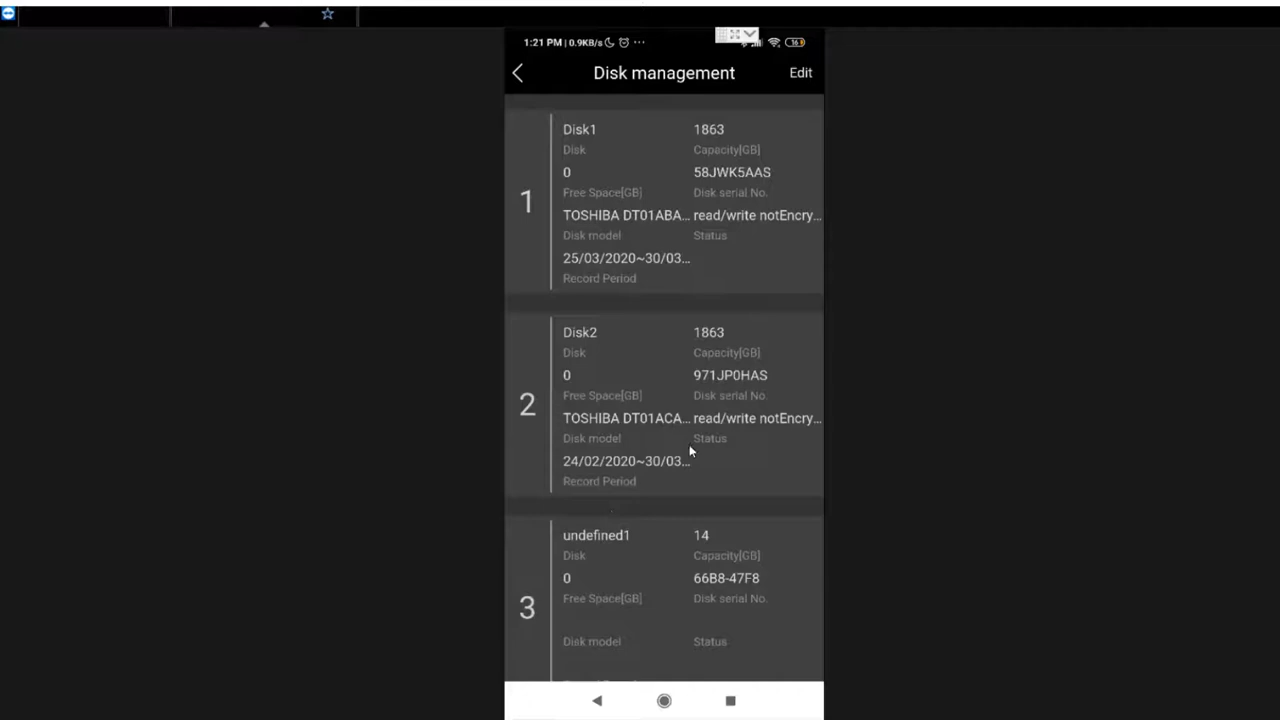 1:21 PM | 0.9KB/s ... 16
Disk management Edit
1
Disk1 1863
Disk Capacity[GB]
0 58JWK5AAS
Free Space[GB] Disk serial No.
TOSHIBA DT01ABA... read/write notEncry...
Disk model Status
25/03/2020~30/03...
Record Period
2
Disk2 1863
Disk Capacity[GB]
0 971JP0HAS
Free Space[GB] Disk serial No.
TOSHIBA DT01ACA... read/write notEncry...
Disk model Status
24/02/2020~30/03...
Record Period
3
undefined1 14
Disk Capacity[GB]
0 66B8-47F8
Free Space[GB] Disk serial No.
Disk model Status